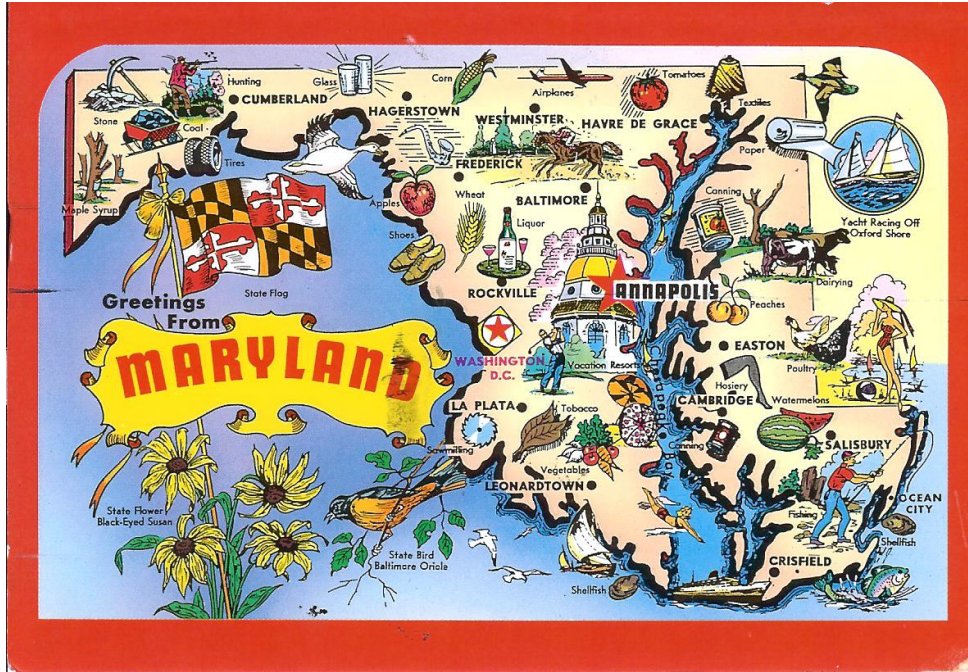 Hunting
Glass
Corn
Airplanes
Tomatoes
Textiles
CUMBERLAND
HAGERSTOWN
WESTMINSTER
HAVRE DE GRACE
Stone
Coal
Tires
Paper
FREDERICK
Wheat
BALTIMORE
Canning
Maple Syrup
Apples
Yacht Racing Off
Oxford Shore
Shoes
Liquor
State Flag
ROCKVILLE
ANNAPOLIS
Dairying
Peaches
Greetings
From
MARYLAND
WASHINGTON
D.C.
Vacation Resorts
EASTON
Poultry
Hosiery
Chesapeake Bay
LA PLATA
Tobacco
CAMBRIDGE
Watermelons
Sawmilling
Vegetables
Canning
SALISBURY
LEONARDTOWN
OCEAN
CITY
State Flower
Black-Eyed Susan
Fishing
Shellfish
State Bird
Baltimore Oriole
CRISFIELD
Shellfish